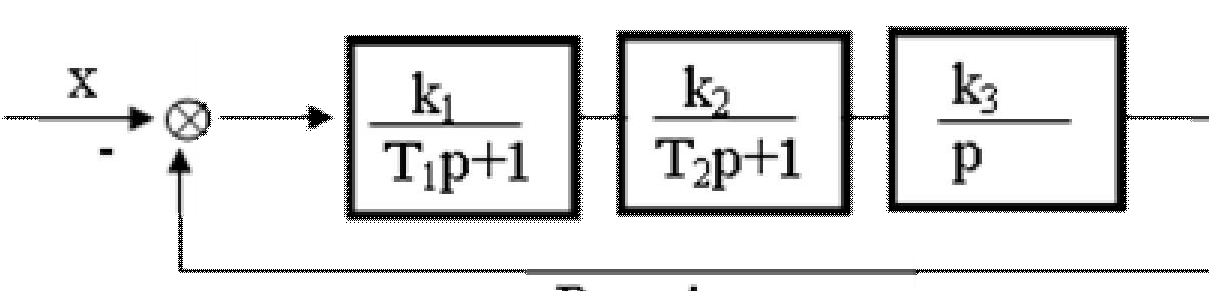 X
-
k₁
T₁p+1
k₂
T₂p+1
k₃
p